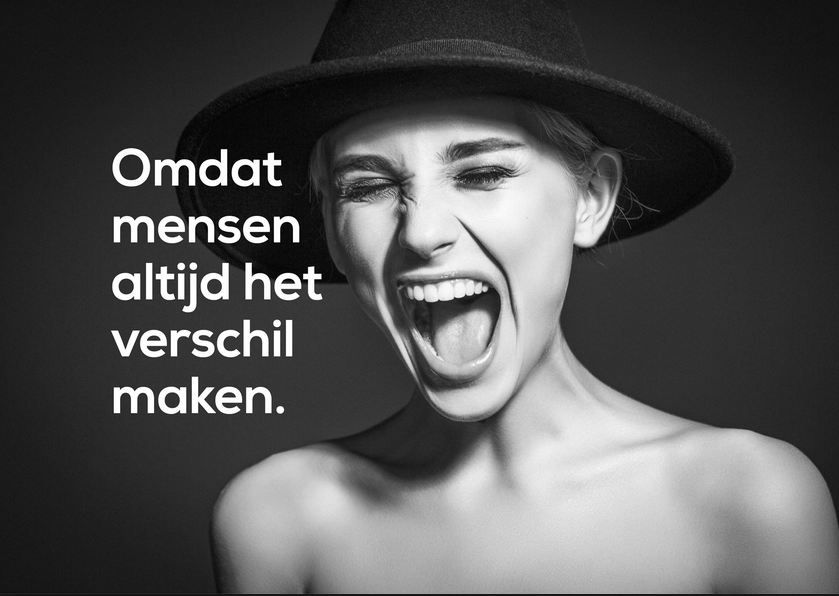 Omdat
mensen
altijd het
verschil
maken.